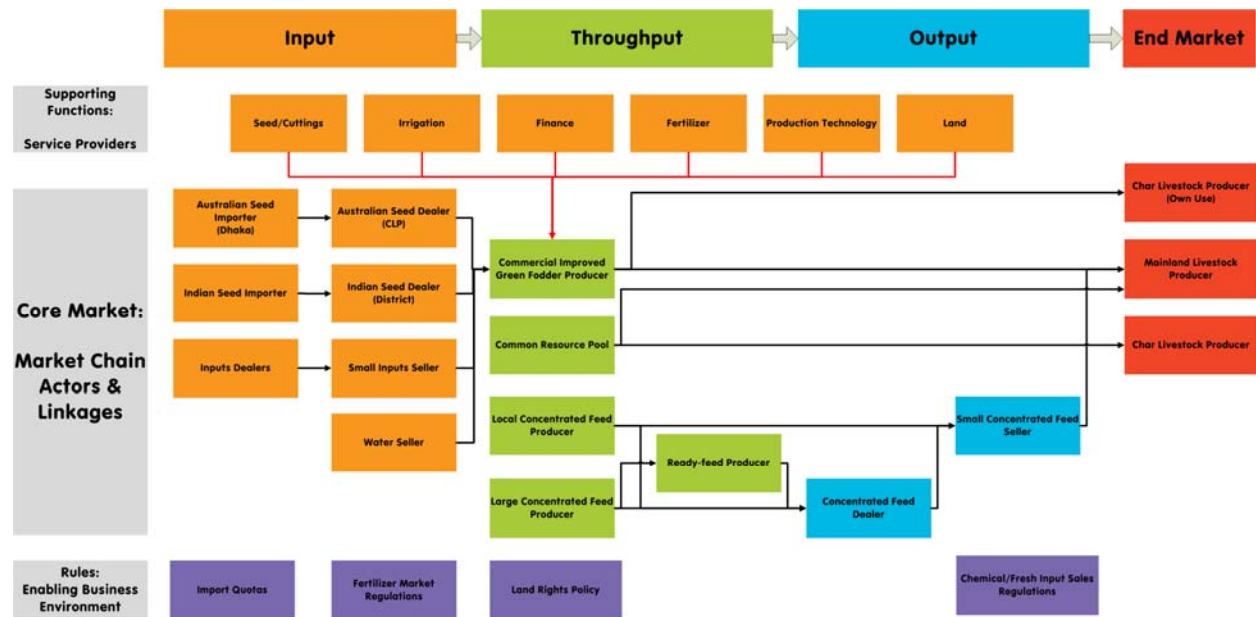 Input
Throughput
Output
End Market
Supporting
Functions:
Service Providers
Seed/Cuttings
Irrigation
Finance
Fertilizer
Production Technology
Land
Core Market:
Market Chain
Actors &
Linkages
Australian Seed
Importer
(Dhaka)
Australian Seed Dealer
(CLP)
Commercial Improved
Green Fodder Producer
Char Livestock Producer
(Own Use)
Mainland Livestock
Producer
Indian Seed Importer
Indian Seed Dealer
(District)
Common Resource Pool
Char Livestock Producer
Inputs Dealers
Small Inputs Seller
Water Seller
Local Concentrated Feed
Producer
Small Concentrated Feed
Seller
Ready-feed Producer
Large Concentrated Feed
Producer
Concentrated Feed
Dealer
Rules:
Enabling Business
Environment
Import Quotas
Fertilizer Market
Regulations
Land Rights Policy
Chemical/Fresh Input Sales
Regulations